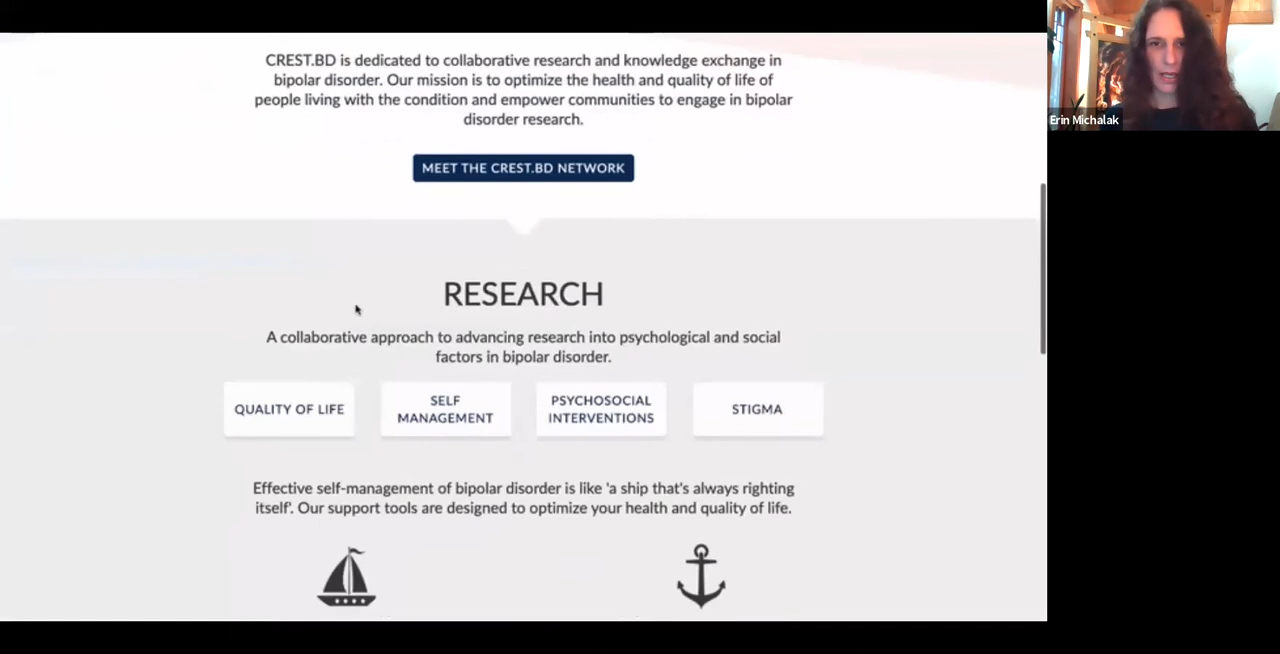 CREST.BD is dedicated to collaborative research and knowledge exchange in
bipolar disorder. Our mission is to optimize the health and quality of life of
people living with the condition and empower communities to engage in bipolar
disorder research.
MEET THE CREST.BD NETWORK
RESEARCH
A collaborative approach to advancing research into psychological and social
factors in bipolar disorder.
QUALITY OF LIFE
SELF
MANAGEMENT
PSYCHOSOCIAL
INTERVENTIONS
STIGMA
Effective self-management of bipolar disorder is like 'a ship that's always righting
itself'. Our support tools are designed to optimize your health and quality of life.
Erin Michalak